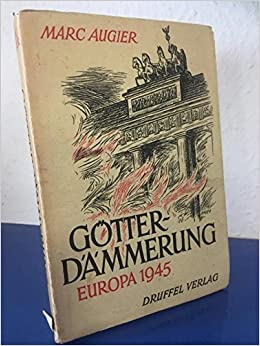 MARC AUGIER
GÖTTER-
DÄMMERUNG
EUROPA 1945
DRUFFEL VERLAG